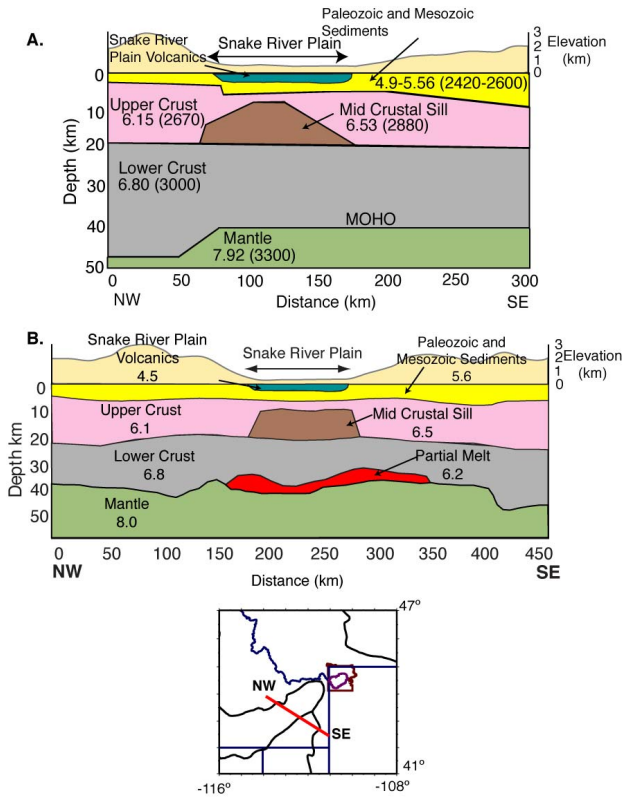 A.
Paleozoic and Mesozoic
Sediments
Snake River
Plain Volcanics
Snake River Plain
3
2
1
0
Elevation
(km)
4.9-5.56 (2420-2600)
Upper Crust
6.15 (2670)
Mid Crustal Sill
6.53 (2880)
Lower Crust
6.80 (3000)
MOHO
Mantle
7.92 (3300)
Depth (km)
0
10
20
30
40
50
0 50 100 150 200 250 300
NW Distance (km) SE
B.
Snake River Plain
Volcanics
4.5
Snake River Plain
Paleozoic and
Mesozoic Sediments
5.6
3
2
1
0
Elevation
(km)
Upper Crust
6.1
Mid Crustal Sill
6.5
Lower Crust
6.8
Partial Melt
6.2
Mantle
8.0
Depth km
0
10
20
30
40
50
0 50 100 150 200 250 300 350 400 450
NW SE
Distance (km)
47°
NW
SE
41°
-116° -108°